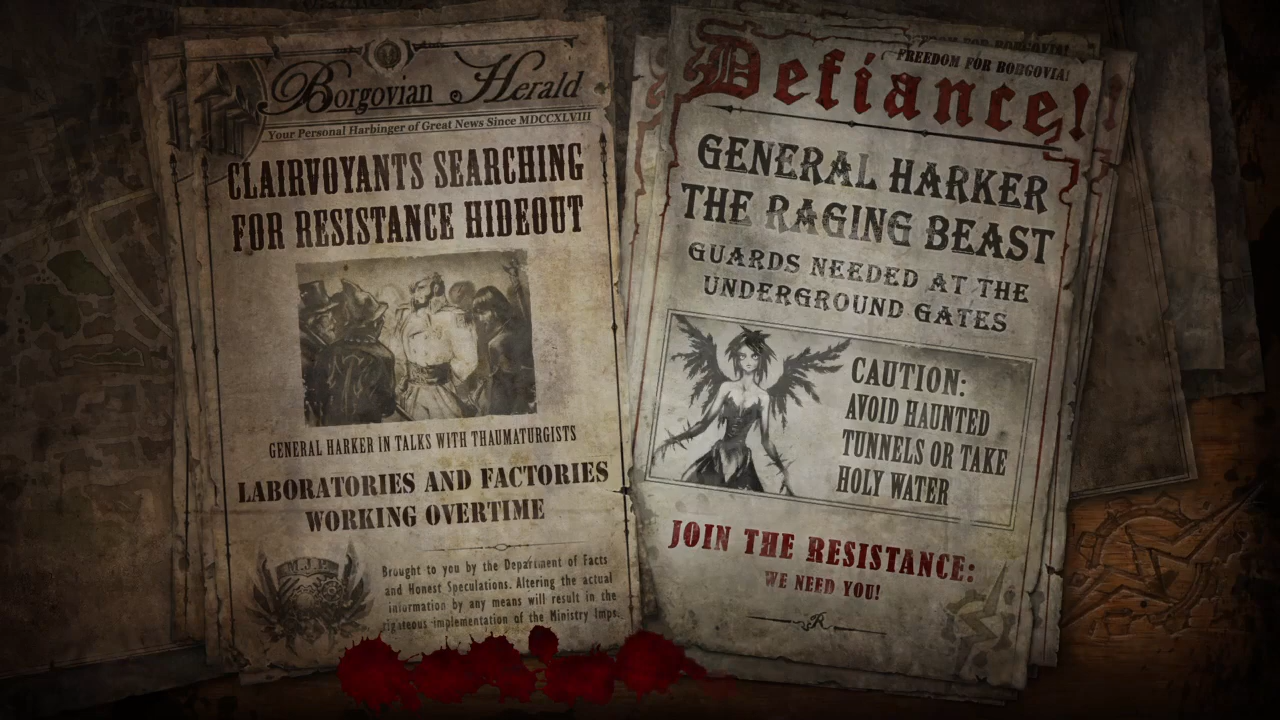 Borgovian Herald
Your Personal Harbinger of Great News Since MDCCXLVIII
CLAIRVOYANTS SEARCHING
FOR RESISTANCE HIDEOUT
GENERAL HARKER IN TALKS WITH THAUMATURGISTS
LABORATORIES AND FACTORIES
WORKING OVERTIME
Brought to you by the Department of Facts
and Honest Speculations. Altering the actual
information by any means will result in the
rigateous implementation of the Ministry Imps.
FREEDOM FOR BORGOVIA!
FREEDOM FOR BORGOVIA!
Defiance!
GENERAL HARKER
THE RAGING BEAST
GUARDS NEEDED AT THE
UNDERGROUND GATES
CAUTION:
AVOID HAUNTED
TUNNELS OR TAKE
HOLY WATER
JOIN THE RESISTANCE:
WE NEED YOU!
R